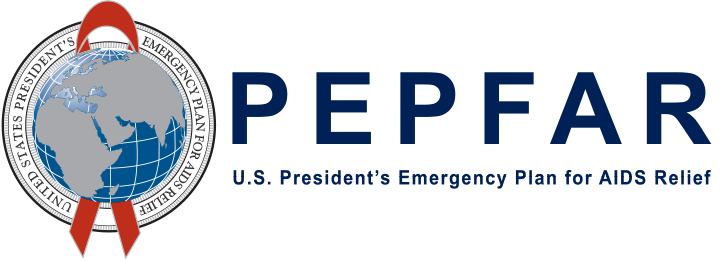 UNITED STATES PRESIDENT'S EMERGENCY PLAN FOR AIDS RELIEF
PEPFAR
U.S. President's Emergency Plan for AIDS Relief